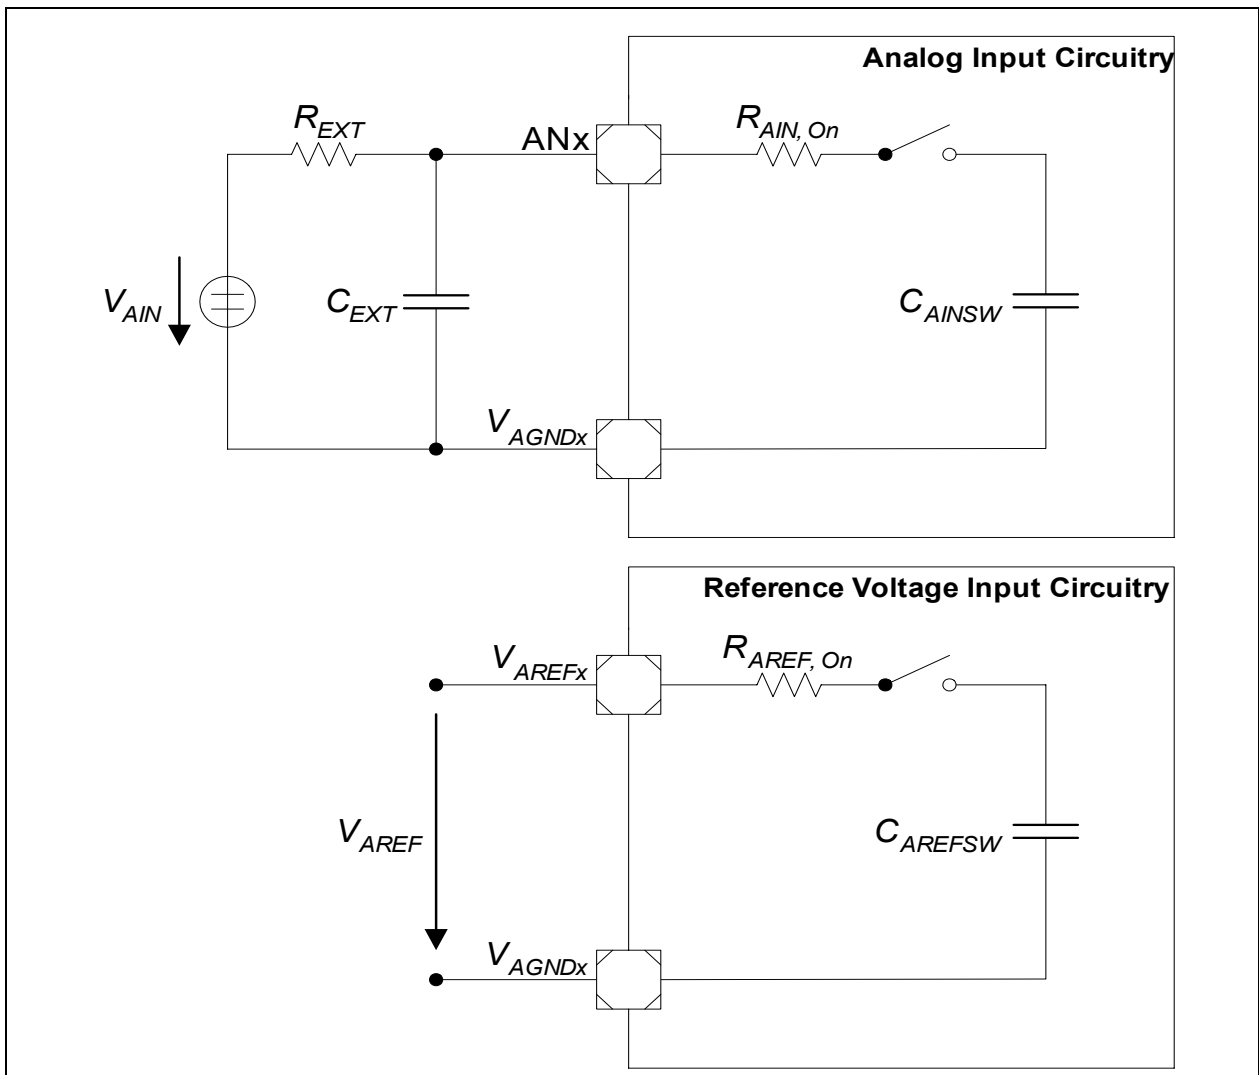 Analog Input Circuitry
R_EXT
ANx
R_AIN, On
V_AIN
C_EXT
C_AINSW
V_AGNDx
Reference Voltage Input Circuitry
V_AREFx
R_AREF, On
V_AREF
C_AREFSW
V_AGNDx